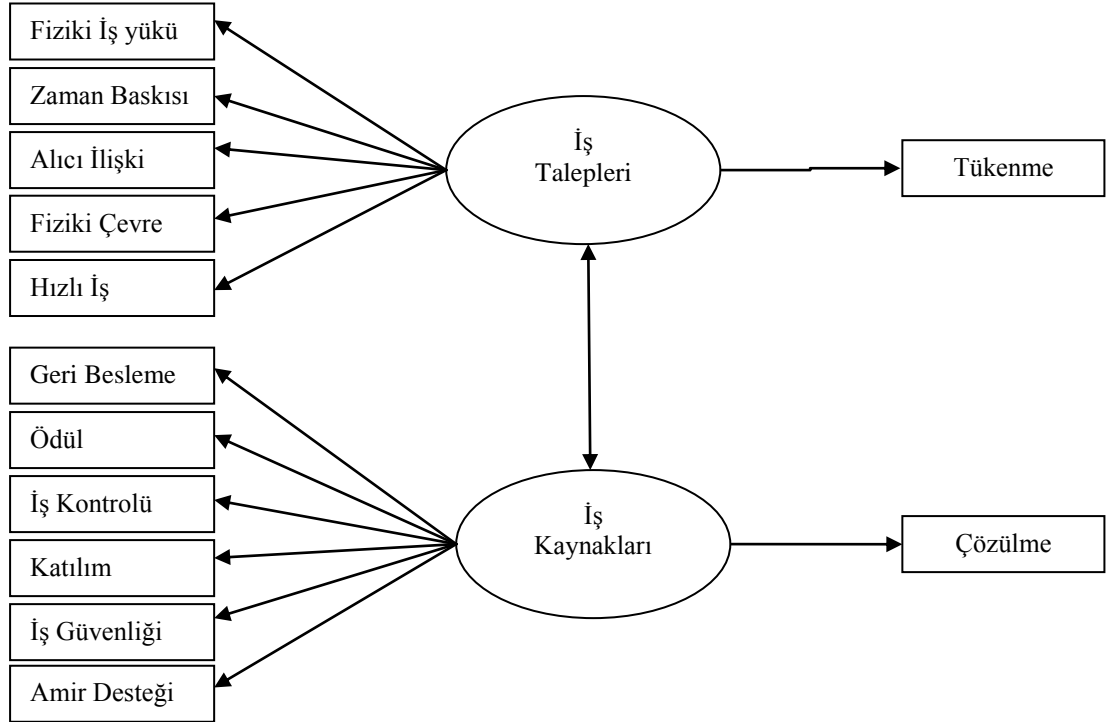 Fiziki İş yükü
Zaman Baskısı
Alıcı İlişki
Fiziki Çevre
Hızlı İş
İş
Talepleri
Tükenme
Geri Besleme
Ödül
İş Kontrolü
Katılım
İş Güvenliği
Amir Desteği
İş
Kaynakları
Çözülme